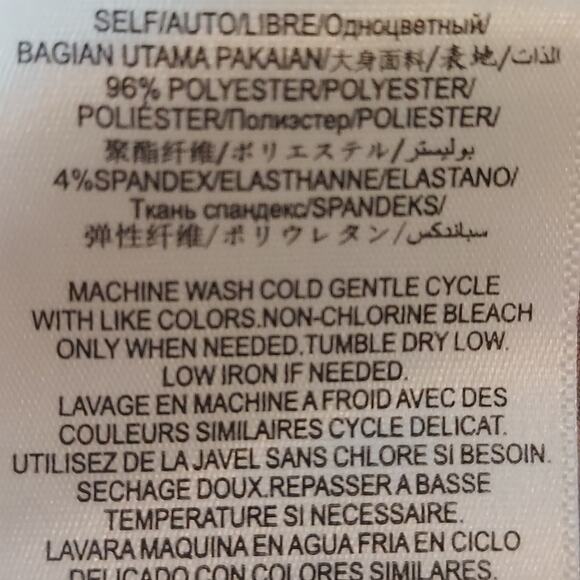 SELF/AUTO/LIBRE/Одноцветный/
BAGIAN UTAMA PAKAIAN/大身面料/表地/الذات
96% POLYESTER/POLYESTER/
POLIÉSTER/Полиэстер/POLIESTER/
聚酯纤维/ポリエステル/بوليستر
4%SPANDEX/ELASTHANNE/ELASTANO/
Ткань спандекс/SPANDEKS/
弹性纤维/ポリウレタン/سباندكس
MACHINE WASH COLD GENTLE CYCLE
WITH LIKE COLORS.NON-CHLORINE BLEACH
ONLY WHEN NEEDED.TUMBLE DRY LOW.
LOW IRON IF NEEDED.
LAVAGE EN MACHINE A FROID AVEC DES
COULEURS SIMILAIRES CYCLE DELICAT.
UTILISEZ DE LA JAVEL SANS CHLORE SI BESOIN.
SECHAGE DOUX.REPASSER A BASSE
TEMPERATURE SI NECESSAIRE.
LAVARA MAQUINA EN AGUA FRIA EN CICLO
DELICADO CON COLORES SIMILARES.